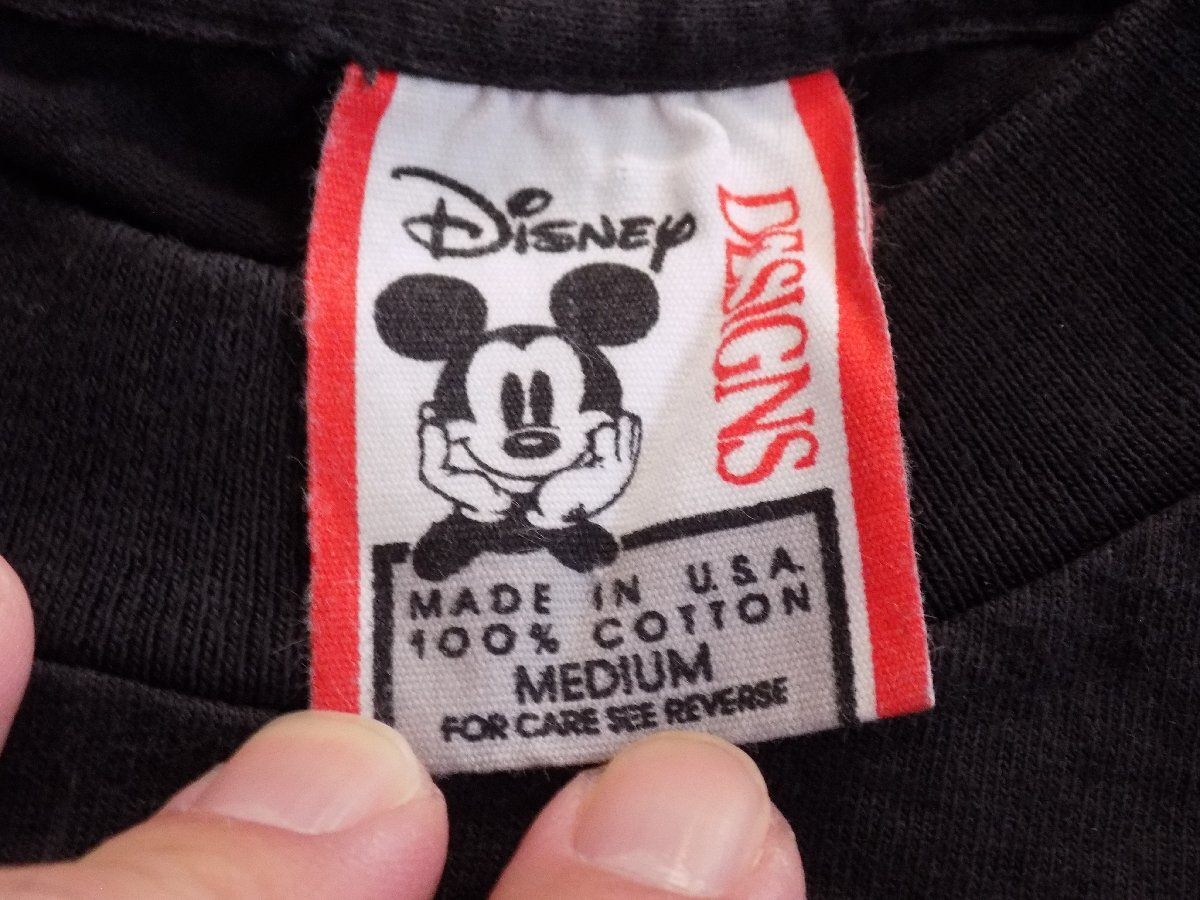 Disney
DESIGNS
MADE IN U.S.A.
100% COTTON
MEDIUM
FOR CARE SEE REVERSE